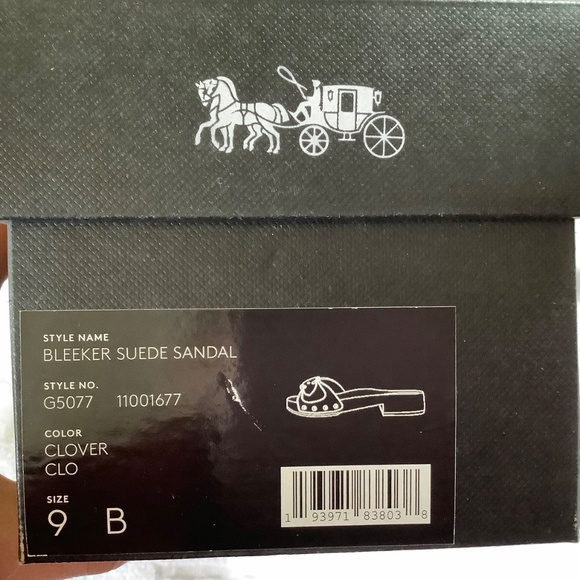 STYLE NAME
BLEEKER SUEDE SANDAL
STYLE NO.
G5077 11001677
COLOR
CLOVER
CLO
SIZE
9 B
1 93971 83803 8